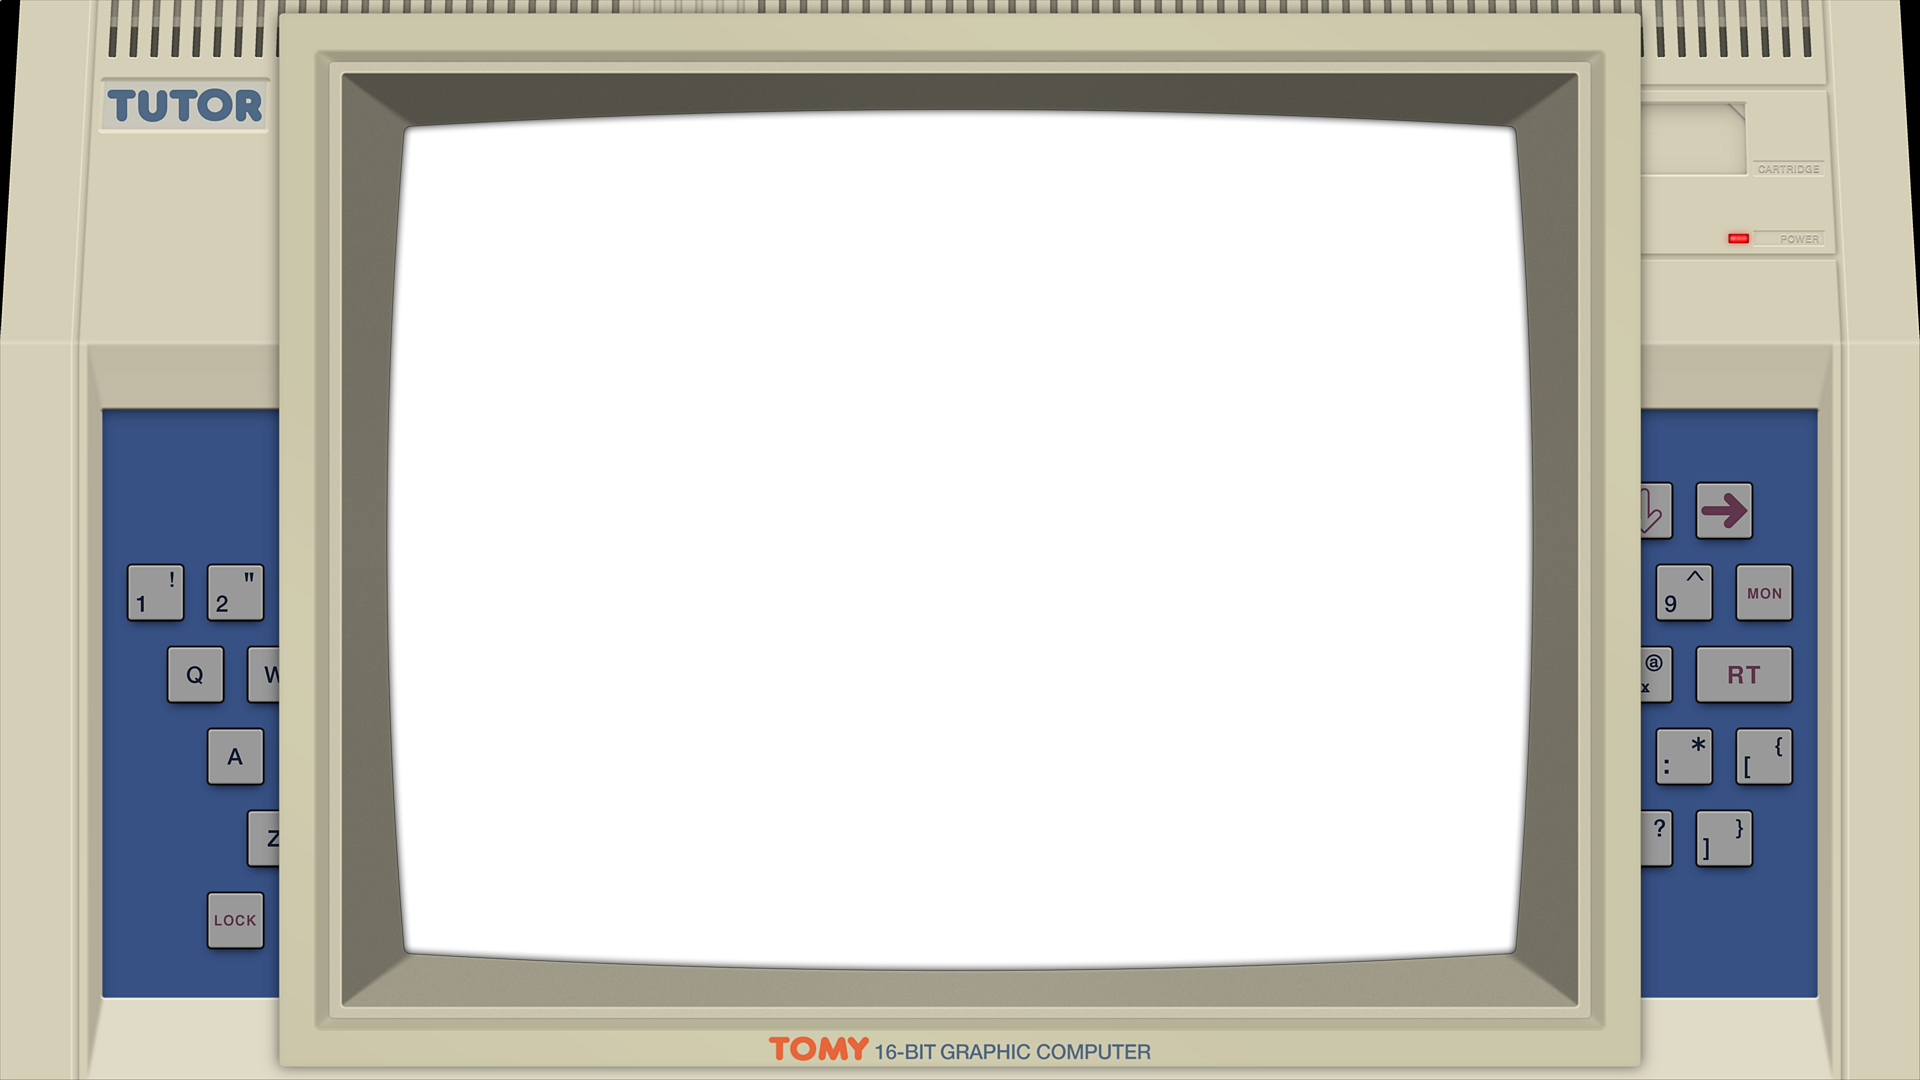 TUTOR
CARTRIDGE
POWER
! 1
" 2
^ 9
MON
Q
W
@ x
RT
A
* :
{ [
Z
?
} ]
LOCK
TOMY 16-BIT GRAPHIC COMPUTER